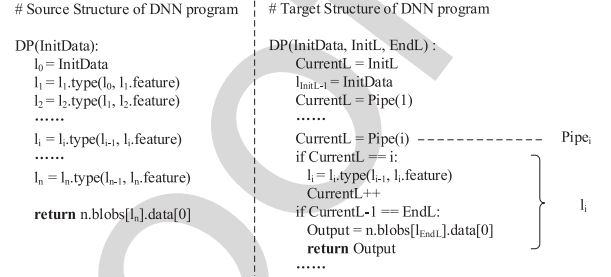 # Source Structure of DNN program
DP(InitData):
l₀ = InitData
l₁ = l₁.type(l₀, l₁.feature)
l₂ = l₂.type(l₁, l₂.feature)
……
lᵢ = lᵢ.type(lᵢ₋₁, lᵢ.feature)
……
lₙ = lₙ.type(lₙ₋₁, lₙ.feature)
return n.blobs[lₙ].data[0]
# Target Structure of DNN program
DP(InitData, InitL, EndL) :
CurrentL = InitL
l_InitL-1 = InitData
CurrentL = Pipe(1)
……
CurrentL = Pipe(i) Pipeᵢ
if CurrentL == i:
lᵢ = lᵢ.type(lᵢ₋₁, lᵢ.feature)
CurrentL++
if CurrentL-1 == EndL:
Output = n.blobs[l_EndL].data[0]
return Output
lᵢ
……